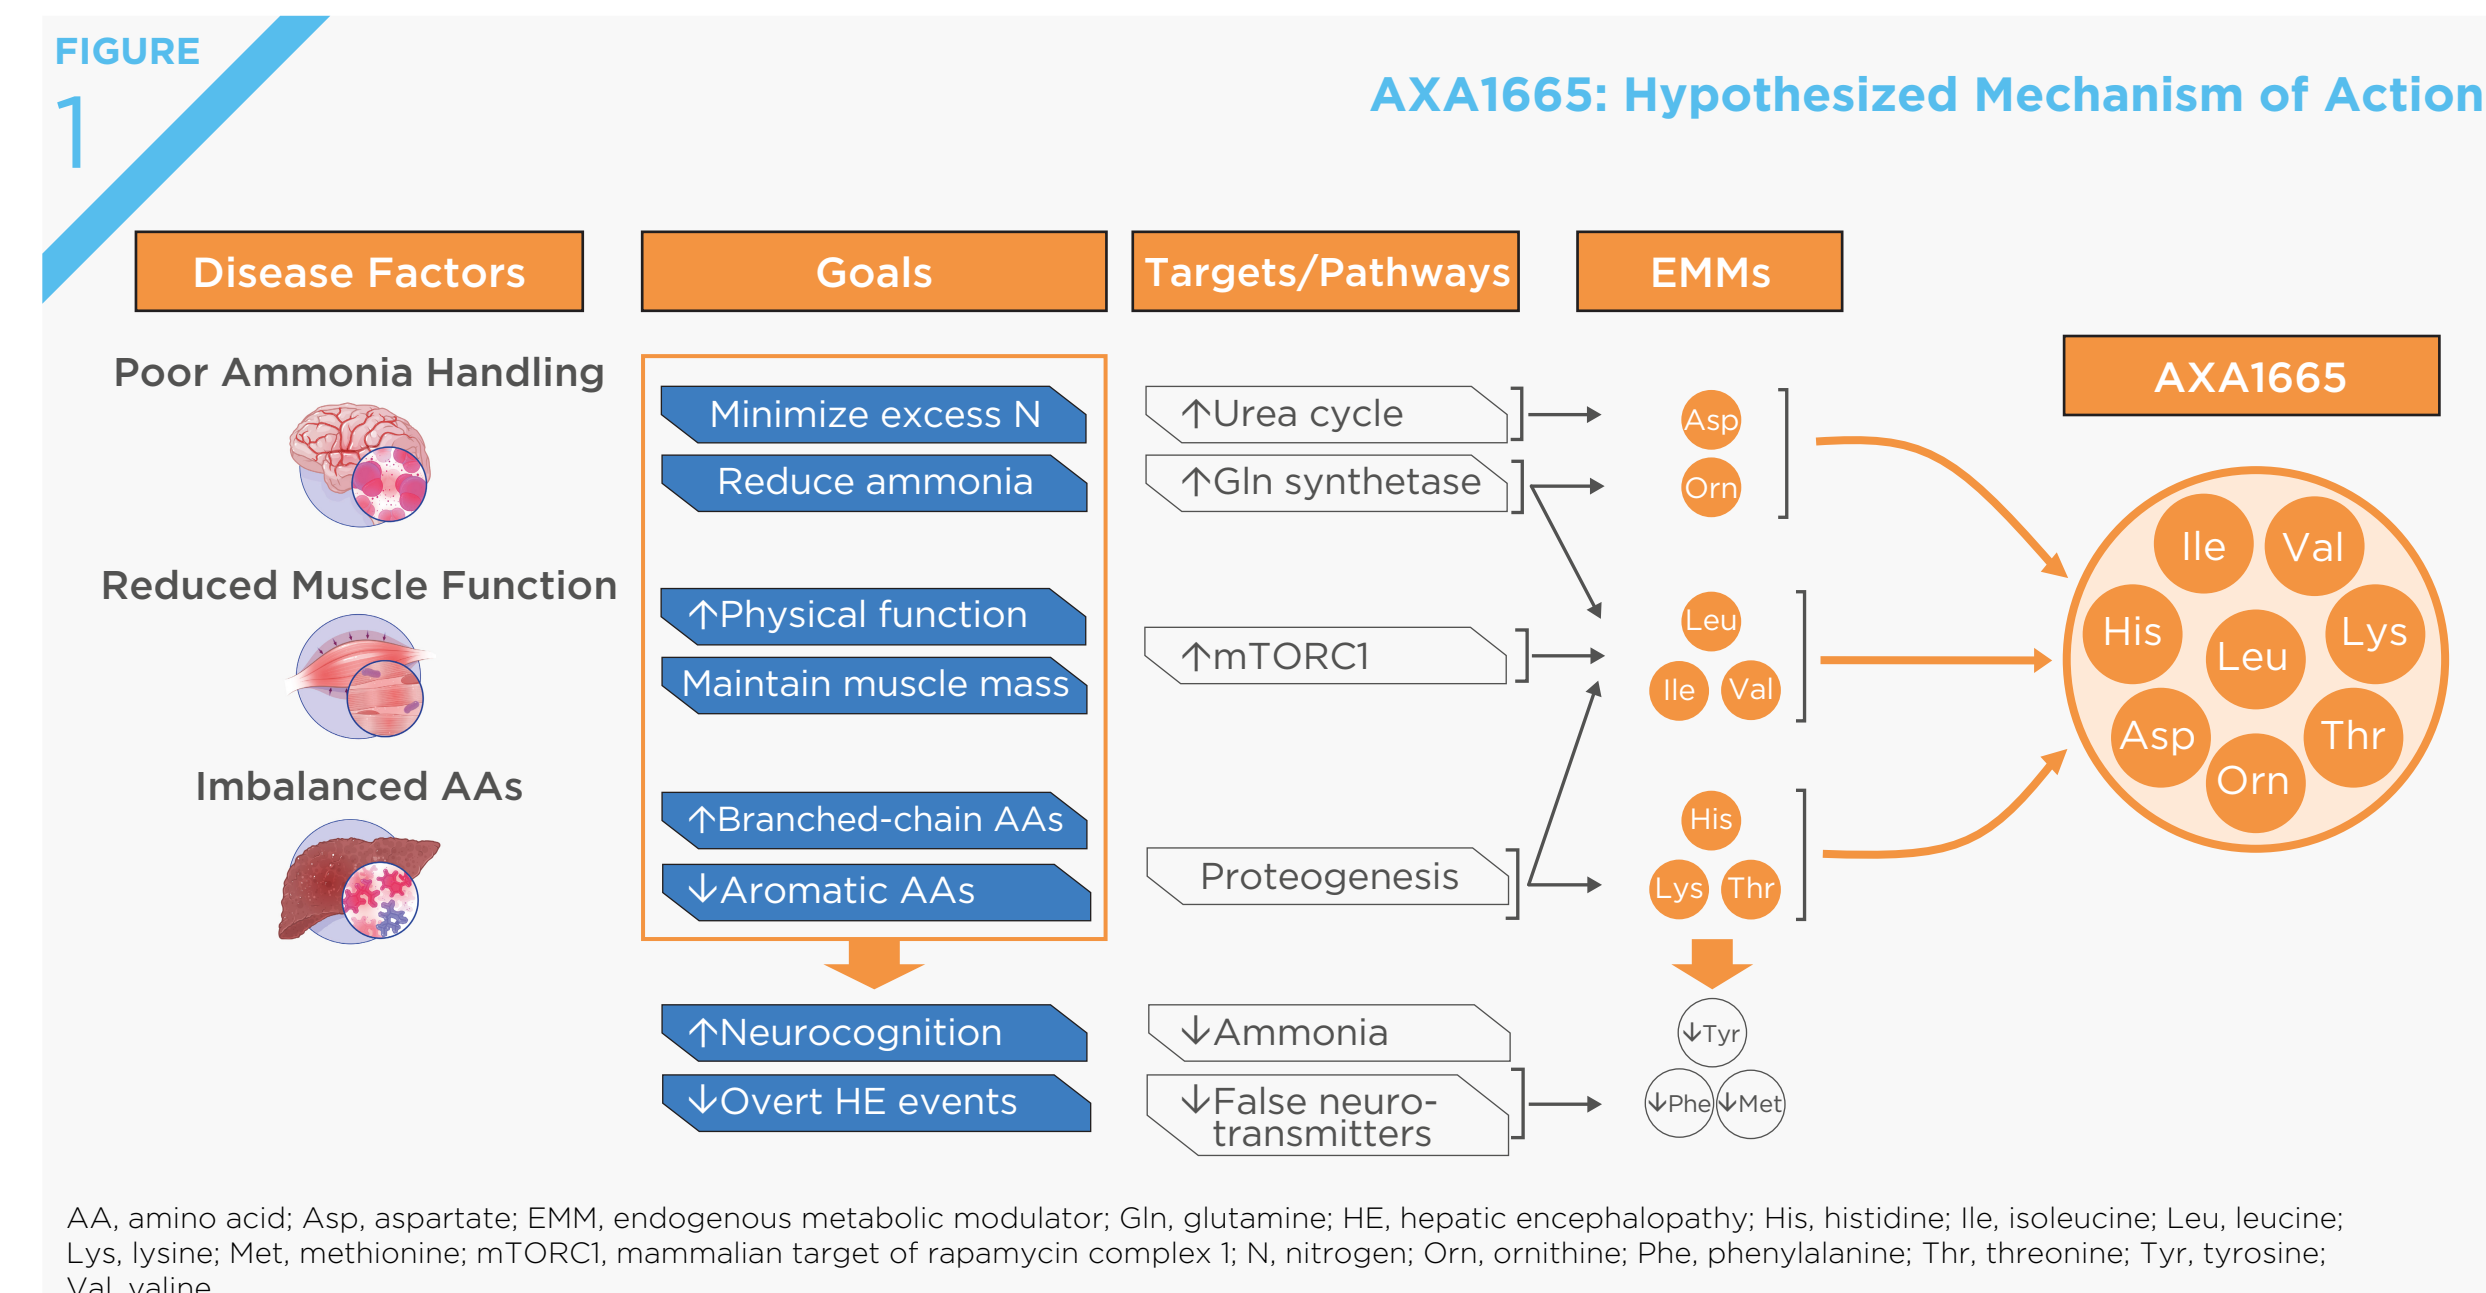 FIGURE
1
AXA1665: Hypothesized Mechanism of Action
Disease Factors
Goals
Targets/Pathways
EMMs
AXA1665
Poor Ammonia Handling
Minimize excess N
↑Urea cycle
Asp
Reduce ammonia
↑Gln synthetase
Orn
Reduced Muscle Function
↑Physical function
Maintain muscle mass
↑mTORC1
Leu
Ile
Val
Imbalanced AAs
↑Branched-chain AAs
↓Aromatic AAs
Proteogenesis
His
Lys
Thr
Ile
Val
His
Leu
Lys
Asp
Orn
Thr
↑Neurocognition
↓Ammonia
↓Tyr
↓Overt HE events
↓False neuro-
transmitters
↓Phe
↓Met
AA, amino acid; Asp, aspartate; EMM, endogenous metabolic modulator; Gln, glutamine; HE, hepatic encephalopathy; His, histidine; Ile, isoleucine; Leu, leucine;
Lys, lysine; Met, methionine; mTORC1, mammalian target of rapamycin complex 1; N, nitrogen; Orn, ornithine; Phe, phenylalanine; Thr, threonine; Tyr, tyrosine;
Val, valine